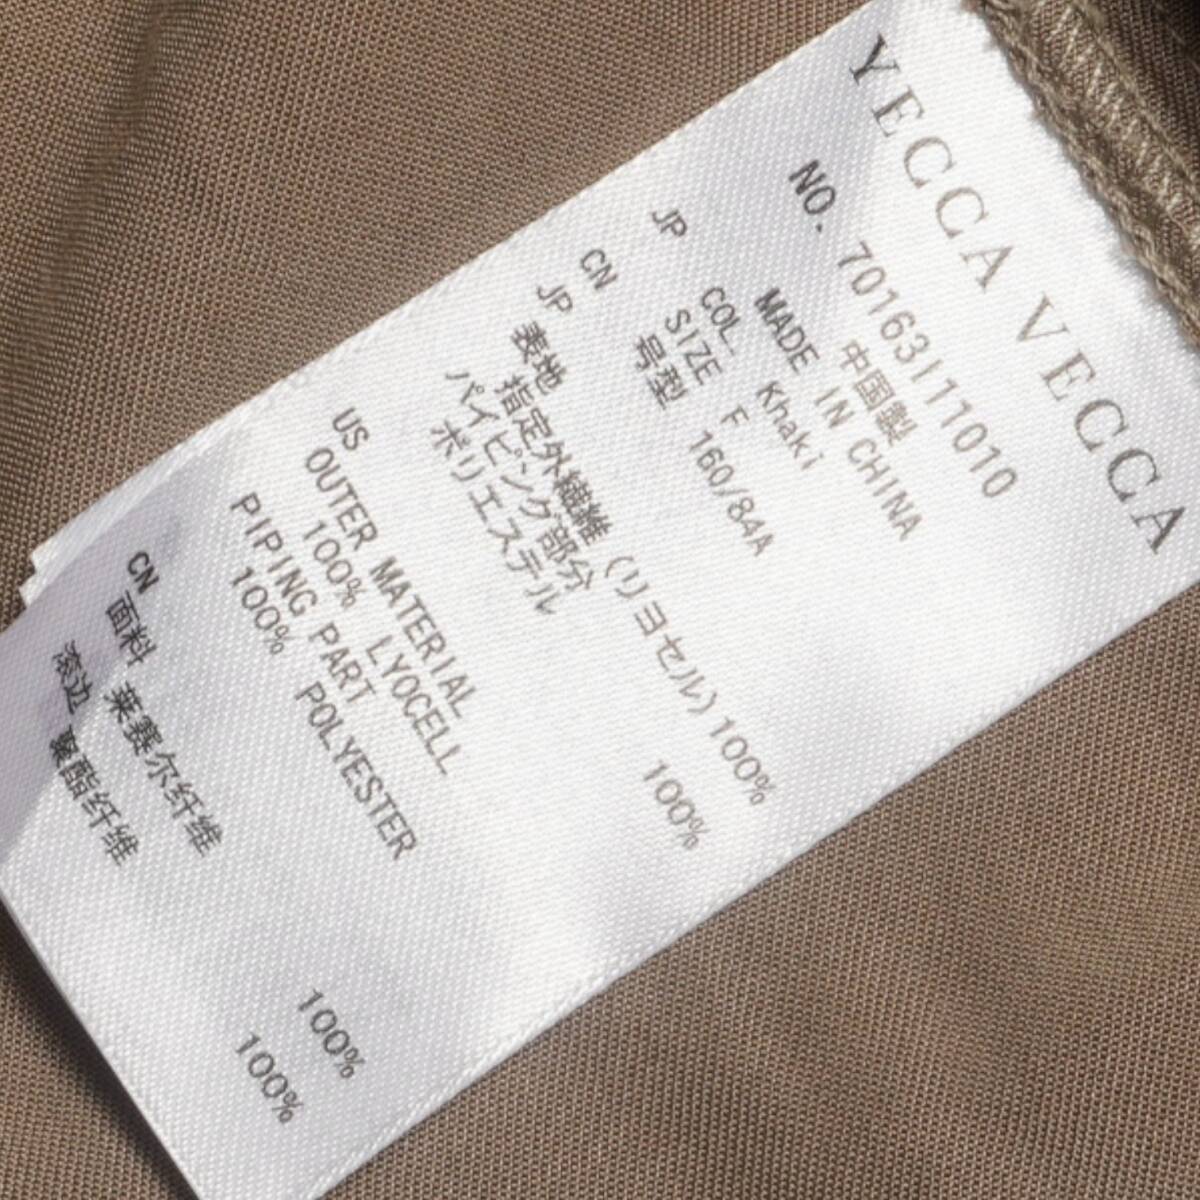 YECCA VECCA
NO. 70163I11010
中国製
MADE IN CHINA
COL Khaki
JP SIZE F
CN 号型 160/84A
JP 表地
指定外繊維（リヨセル）100%
パイピング部分
ポリエステル 100%
US OUTER MATERIAL
100% LYOCELL
PIPING PART
100% POLYESTER
CN 面料 莱赛尔纤维 100%
滚边 聚酯纤维 100%